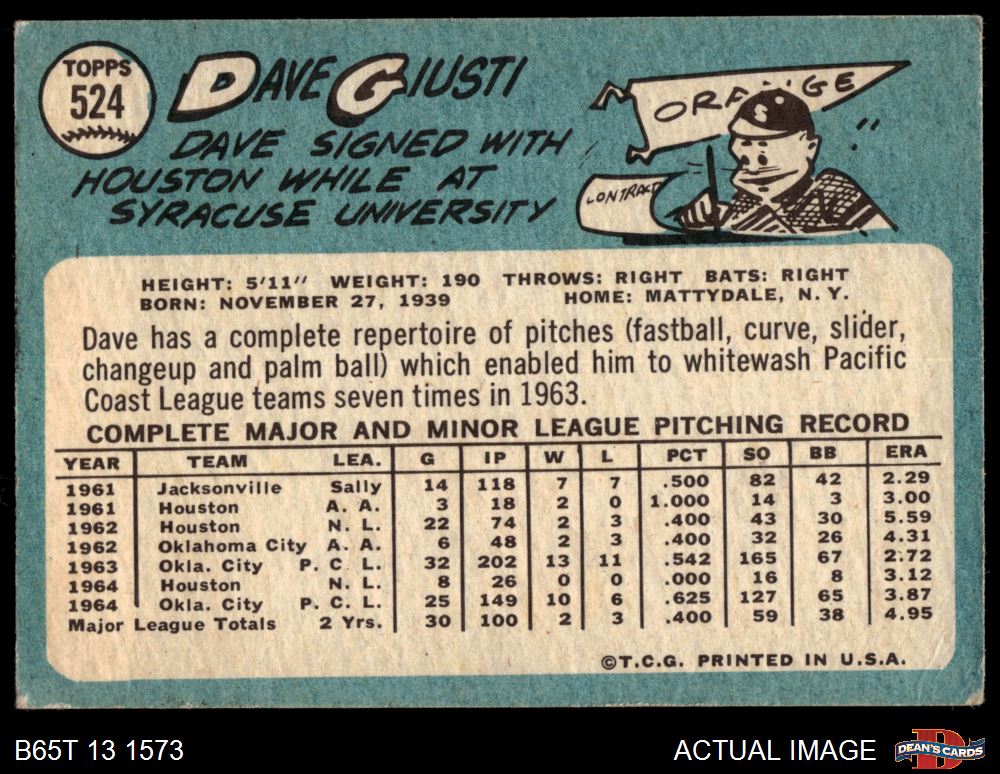 TOPPS
524
DAVE GIUSTI
DAVE SIGNED WITH
HOUSTON WHILE AT
SYRACUSE UNIVERSITY
ORANGE
S
CONTRACT
HEIGHT: 5'11" WEIGHT: 190 THROWS: RIGHT BATS: RIGHT
BORN: NOVEMBER 27, 1939 HOME: MATTYDALE, N. Y.
Dave has a complete repertoire of pitches (fastball, curve, slider,
changeup and palm ball) which enabled him to whitewash Pacific
Coast League teams seven times in 1963.
COMPLETE MAJOR AND MINOR LEAGUE PITCHING RECORD
YEAR TEAM LEA. G IP W L PCT SO BB ERA
1961 Jacksonville Sally 14 118 7 7 .500 82 42 2.29
1961 Houston A. A. 3 18 2 0 1.000 14 3 3.00
1962 Houston N. L. 22 74 2 3 .400 43 30 5.59
1962 Oklahoma City A. A. 6 48 2 3 .400 32 26 4.31
1963 Okla. City P. C. L. 32 202 13 11 .542 165 67 2.72
1964 Houston N. L. 8 26 0 0 .000 16 8 3.12
1964 Okla. City P. C. L. 25 149 10 6 .625 127 65 3.87
Major League Totals 2 Yrs. 30 100 2 3 .400 59 38 4.95
©T.C.G. PRINTED IN U.S.A.
B65T 13 1573
ACTUAL IMAGE
D
DEAN'S CARDS